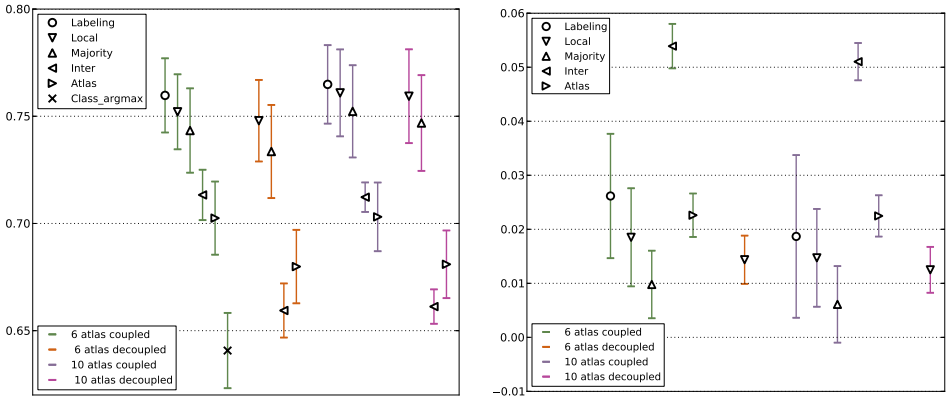 0.80
Labeling
Local
Majority
Inter
Atlas
Class_argmax
0.75
0.70
0.65
6 atlas coupled
6 atlas decoupled
10 atlas coupled
10 atlas decoupled
0.06
Labeling
Local
Majority
Inter
Atlas
0.05
0.04
0.03
0.02
0.01
0.00
−0.01
6 atlas coupled
6 atlas decoupled
10 atlas coupled
10 atlas decoupled